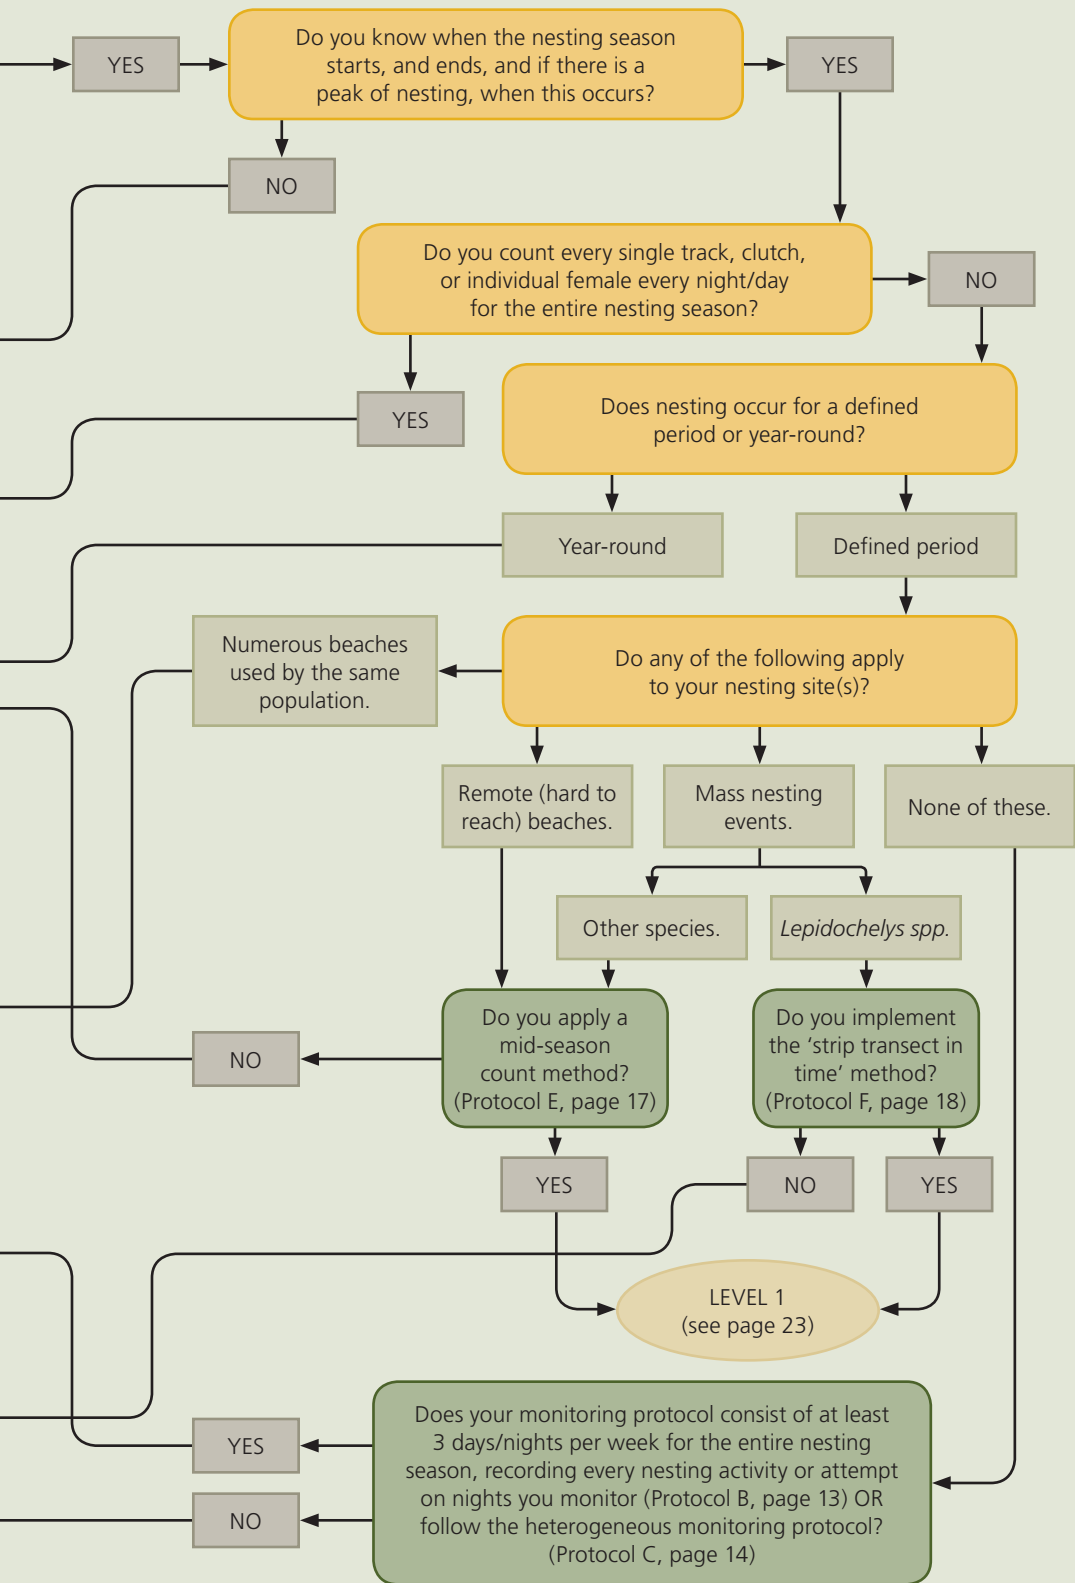 YES
Do you know when the nesting season
starts, and ends, and if there is a
peak of nesting, when this occurs?
YES
NO
Do you count every single track, clutch,
or individual female every night/day
for the entire nesting season?
NO
YES
Does nesting occur for a defined
period or year-round?
Year-round
Defined period
Numerous beaches
used by the same
population.
Do any of the following apply
to your nesting site(s)?
Remote (hard to
reach) beaches.
Mass nesting
events.
None of these.
Other species.
Lepidochelys spp.
Do you apply a
mid-season
count method?
(Protocol E, page 17)
Do you implement
the ‘strip transect in
time’ method?
(Protocol F, page 18)
NO
YES
NO
YES
LEVEL 1
(see page 23)
Does your monitoring protocol consist of at least
3 days/nights per week for the entire nesting
season, recording every nesting activity or attempt
on nights you monitor (Protocol B, page 13) OR
follow the heterogeneous monitoring protocol?
(Protocol C, page 14)
YES
NO